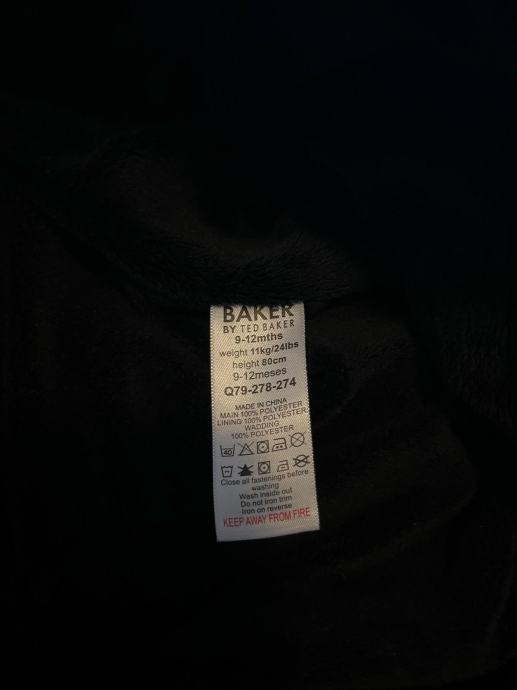 BAKER
BY TED BAKER
9-12mths
weight 11kg/24lbs
height 80cm
9-12meses
Q79-278-274
MADE IN CHINA
MAIN 100% POLYESTER
LINING 100% POLYESTER
WADDING
100% POLYESTER
40
Close all fastenings before
washing
Wash inside out
Do not iron trim
Iron on reverse
KEEP AWAY FROM FIRE